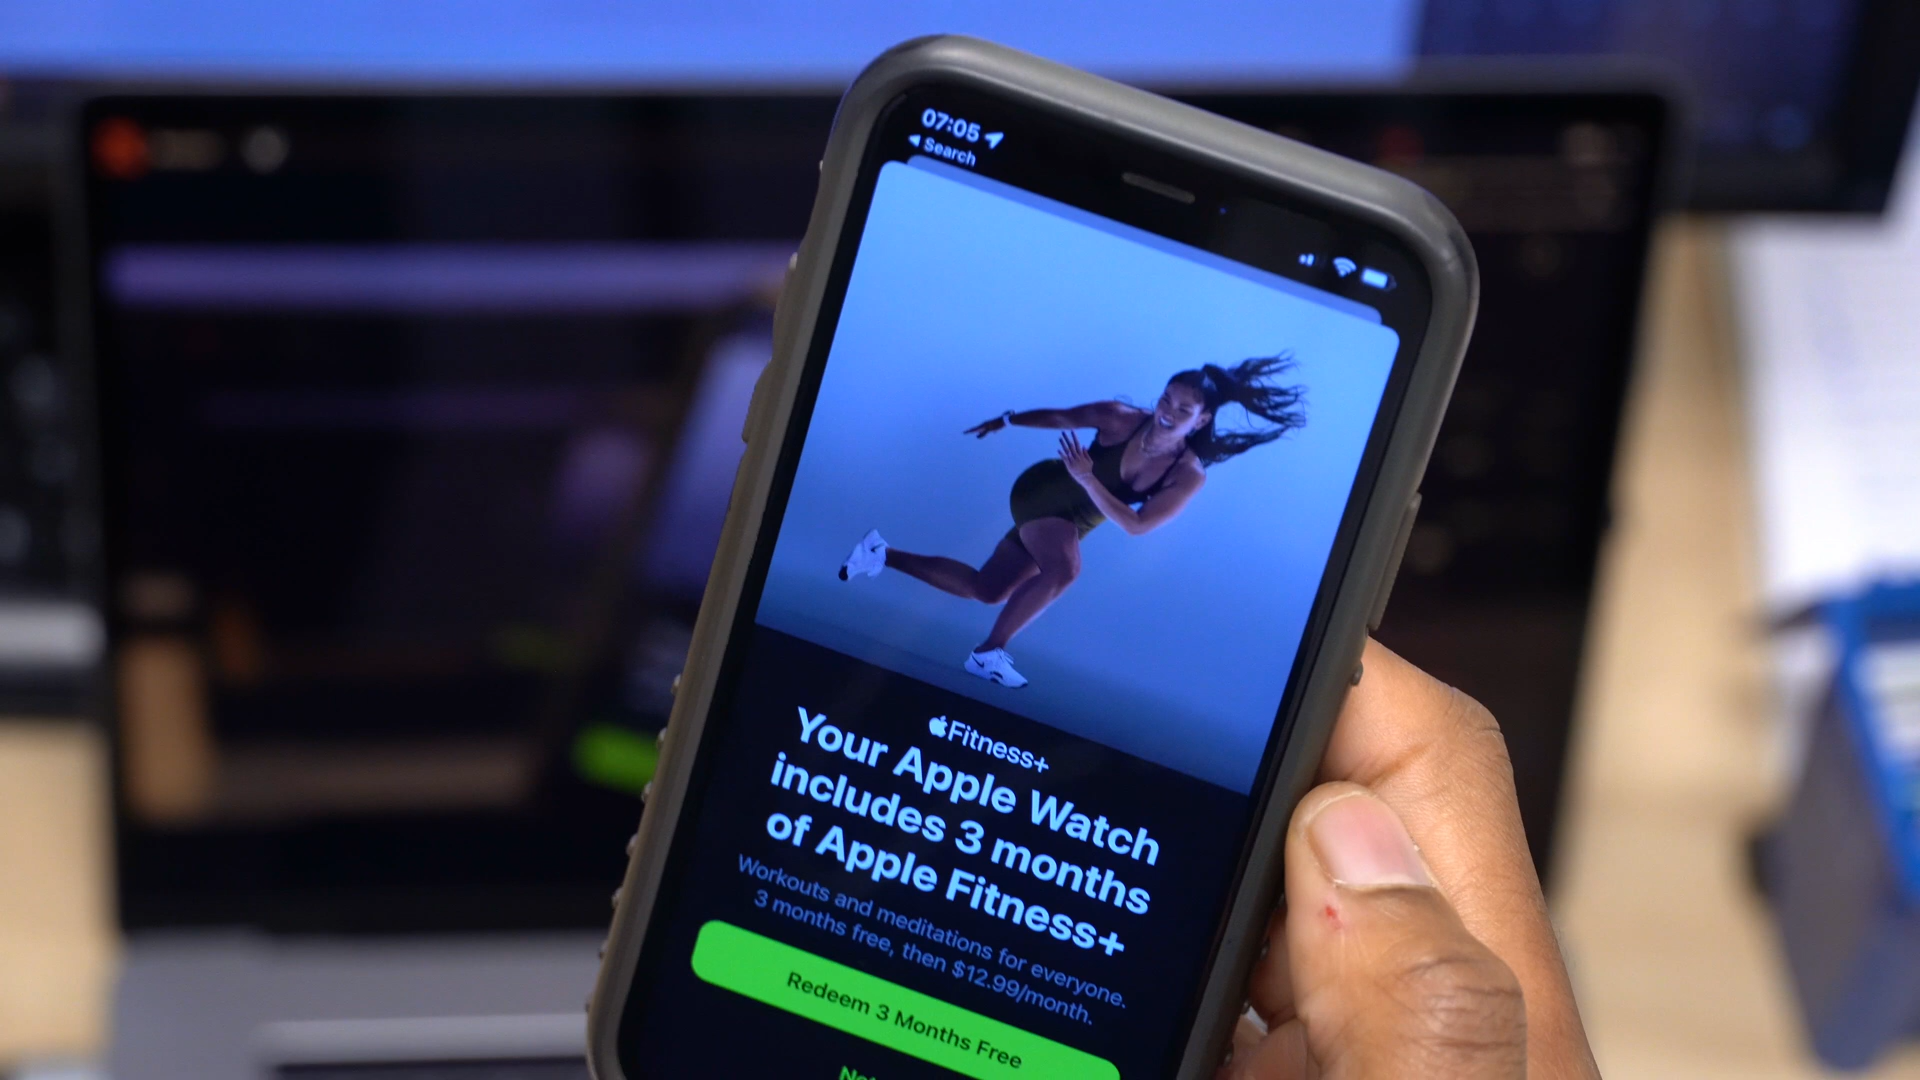 07:05
Search
Fitness+
Your Apple Watch
includes 3 months
of Apple Fitness+
Workouts and meditations for everyone.
3 months free, then $12.99/month.
Redeem 3 Months Free